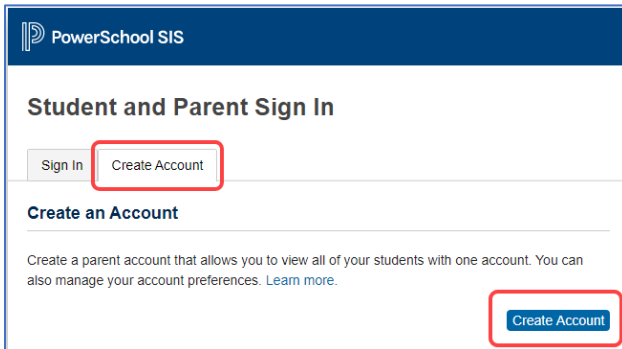 PowerSchool SIS
Student and Parent Sign In
Sign In
Create Account
Create an Account
Create a parent account that allows you to view all of your students with one account. You can
also manage your account preferences. Learn more.
Create Account